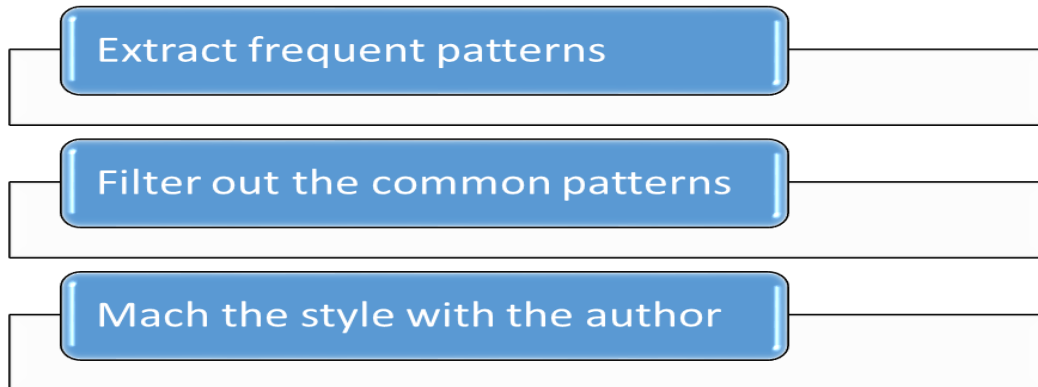 Extract frequent patterns
Filter out the common patterns
Mach the style with the author